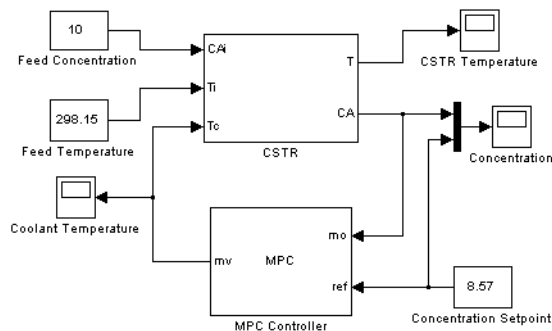 10
Feed Concentration
CAi
T
CSTR Temperature
298.15
Feed Temperature
Ti
Tc
CA
CSTR
Concentration
Coolant Temperature
mv
MPC
mo
ref
MPC Controller
8.57
Concentration Setpoint